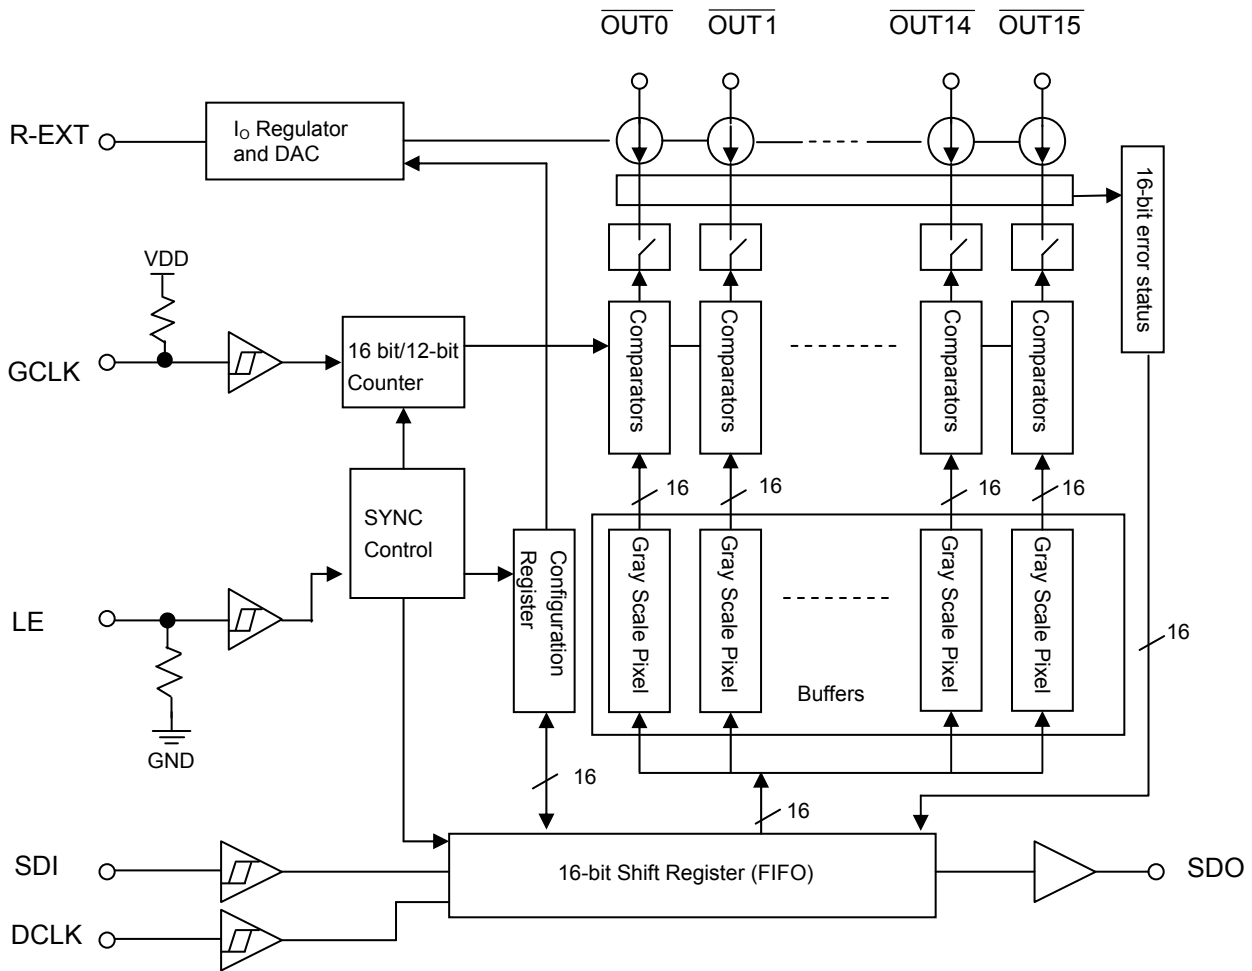 OUT0 OUT1 OUT14 OUT15
R-EXT
IO Regulator
and DAC
16-bit error status
VDD
GCLK
16 bit/12-bit
Counter
Comparators
Comparators
Comparators
Comparators
16 16 16 16
SYNC
Control
Configuration
Register
Gray Scale Pixel
Gray Scale Pixel
Gray Scale Pixel
Gray Scale Pixel
Buffers
LE
GND
16
16
16
SDI
16-bit Shift Register (FIFO)
SDO
DCLK